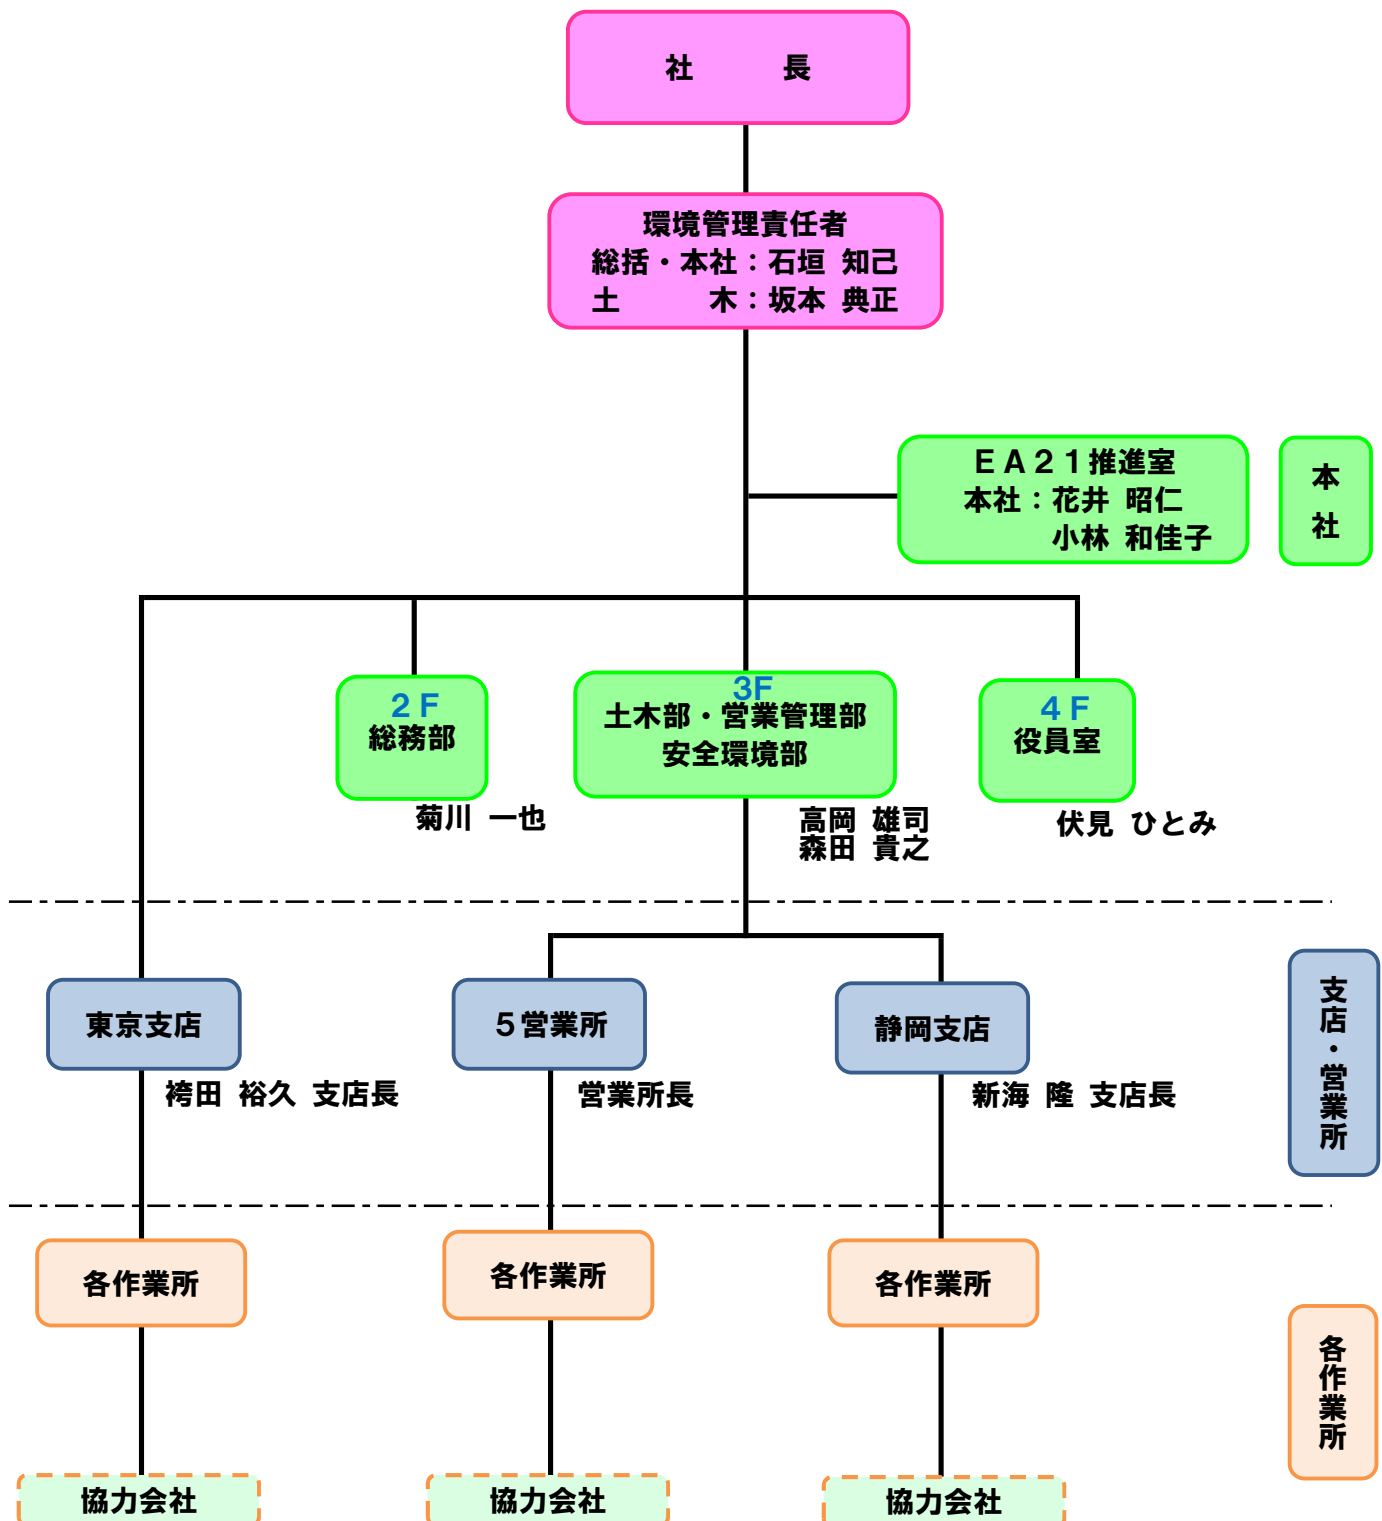 社　　　長
環境管理責任者
総括・本社：石垣 知己
土　　　木：坂本 典正
ＥＡ２１推進室
本社：花井 昭仁
小林 和佳子
本
社
２Ｆ
総務部
菊川 一也
3F
土木部・営業管理部
安全環境部
高岡 雄司
森田 貴之
４Ｆ
役員室
伏見 ひとみ
東京支店
袴田 裕久 支店長
５営業所
営業所長
静岡支店
新海 隆 支店長
支店・営業所
各作業所
各作業所
各作業所
各作業所
協力会社
協力会社
協力会社